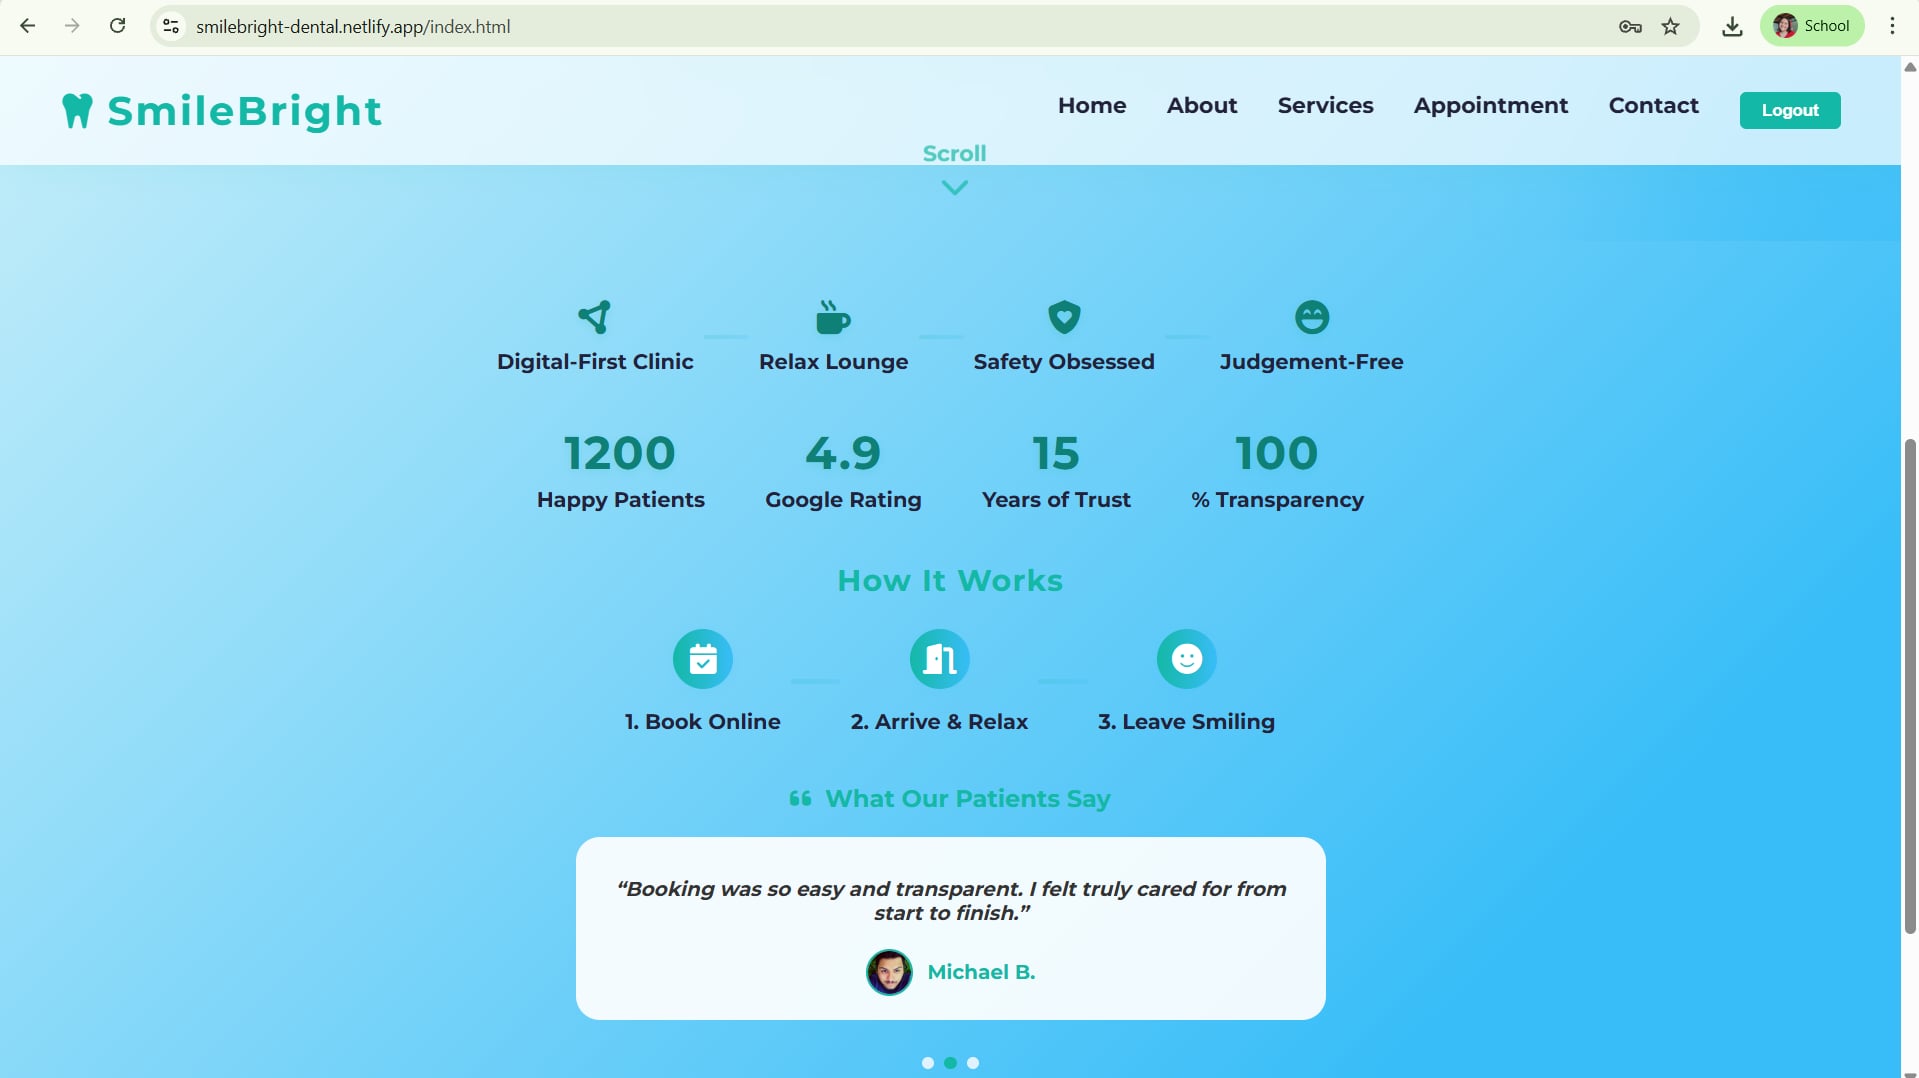 smilebright-dental.netlify.app/index.html
School
SmileBright
Home
About
Services
Appointment
Contact
Logout
Scroll
Digital-First Clinic
Relax Lounge
Safety Obsessed
Judgement-Free
1200
Happy Patients
4.9
Google Rating
15
Years of Trust
100
% Transparency
How It Works
1. Book Online
2. Arrive & Relax
3. Leave Smiling
What Our Patients Say
“Booking was so easy and transparent. I felt truly cared for from
start to finish.”
Michael B.